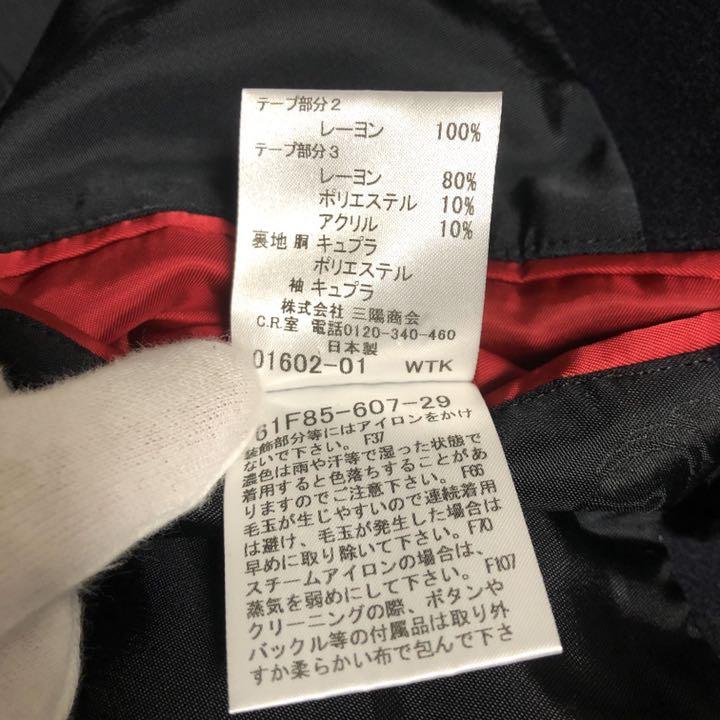 テープ部分2
レーヨン 100%
テープ部分3
レーヨン 80%
ポリエステル 10%
アクリル 10%
裏地 胴 キュプラ
ポリエステル
袖 キュプラ
株式会社 三陽商会
C.R.室 電話0120-340-460
日本製
01602-01 WTK
61F85-607-29
装飾部分等にはアイロンをかけ
ないで下さい。F37
濃色は雨や汗等で湿った状態で
着用すると色落ちすることがあ
りますのでご注意下さい。F66
毛玉が生じやすいので連続着用
は避け、毛玉が発生した場合は
早めに取り除いて下さい。F70
スチームアイロンの場合は、
蒸気を弱めにして下さい。F107
クリーニングの際、ボタンや
バックル等の付属品は取り外
すか柔らかい布で包んで下さ